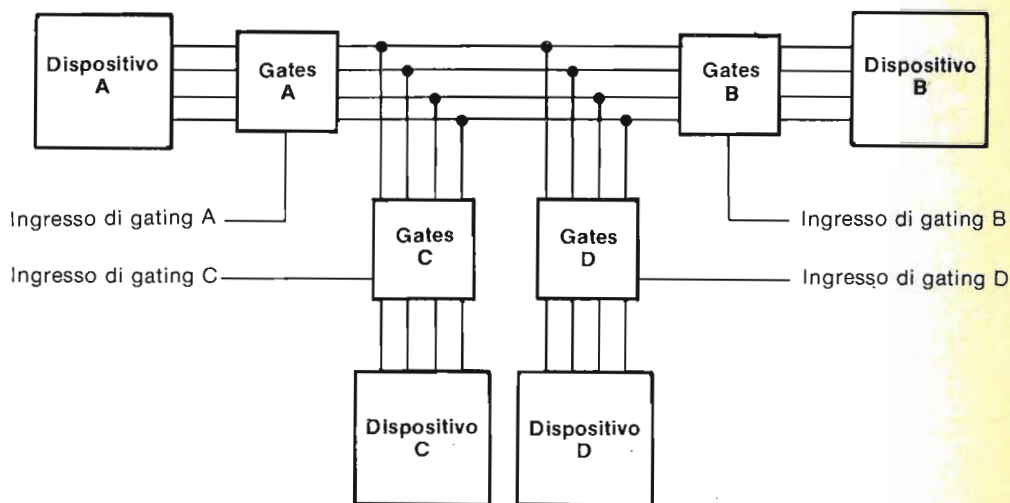 Dispositivo
A
Gates
A
Gates
B
Dispositivo
B
Ingresso di gating A
Ingresso di gating B
Gates
C
Gates
D
Ingresso di gating C
Ingresso di gating D
Dispositivo
C
Dispositivo
D